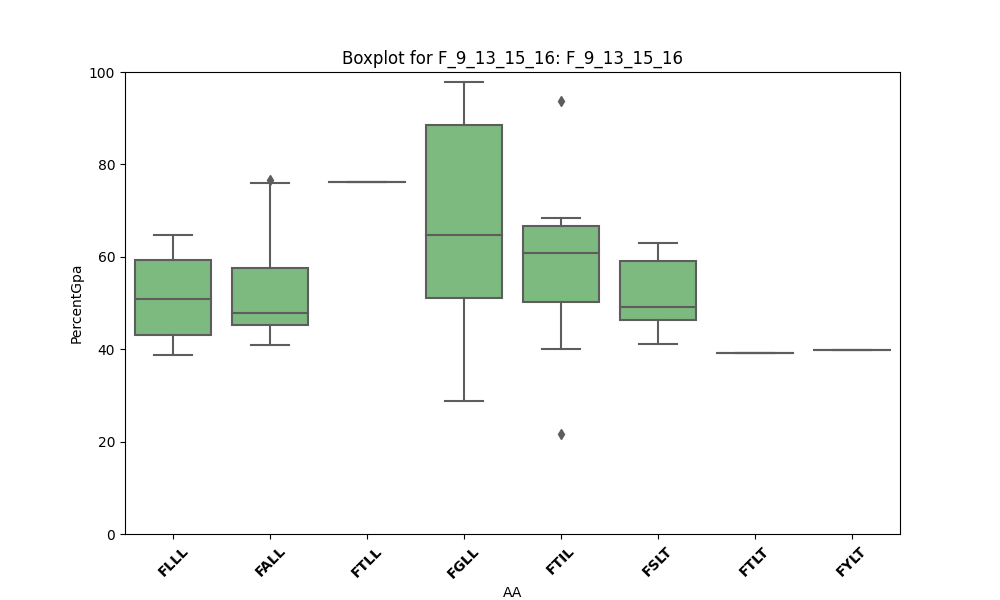 Boxplot for F_9_13_15_16: F_9_13_15_16
100
80
60
40
20
0
PercentGpa
FLLL
FALL
FTLL
FGLL
FTIL
FSLT
FTLT
FYLT
AA